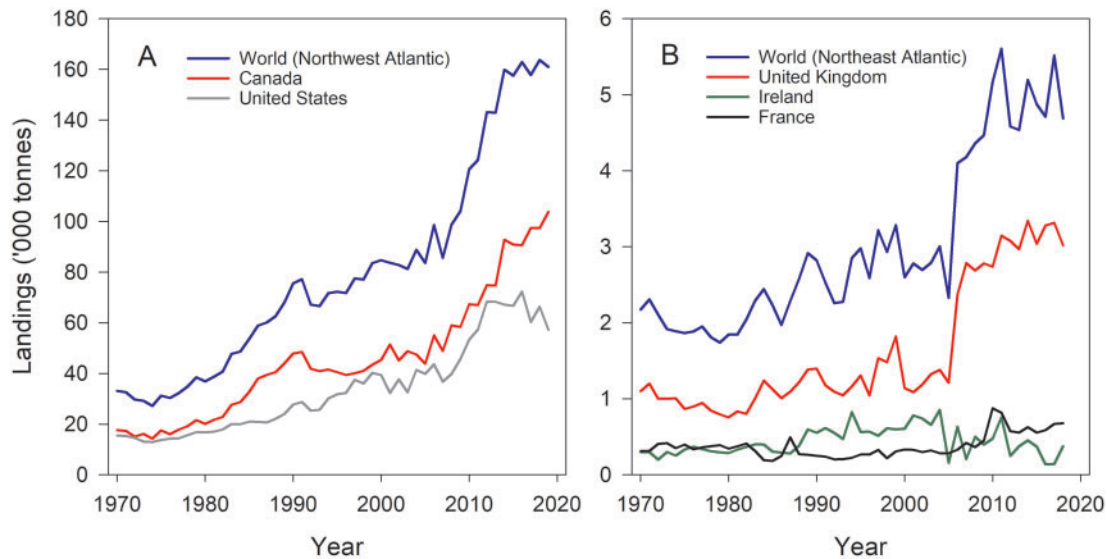 A
World (Northwest Atlantic)
Canada
United States
B
World (Northeast Atlantic)
United Kingdom
Ireland
France
Landings ('000 tonnes)
180
160
140
120
100
80
60
40
20
0
1970 1980 1990 2000 2010 2020
Year
6
5
4
3
2
1
0
1970 1980 1990 2000 2010 2020
Year